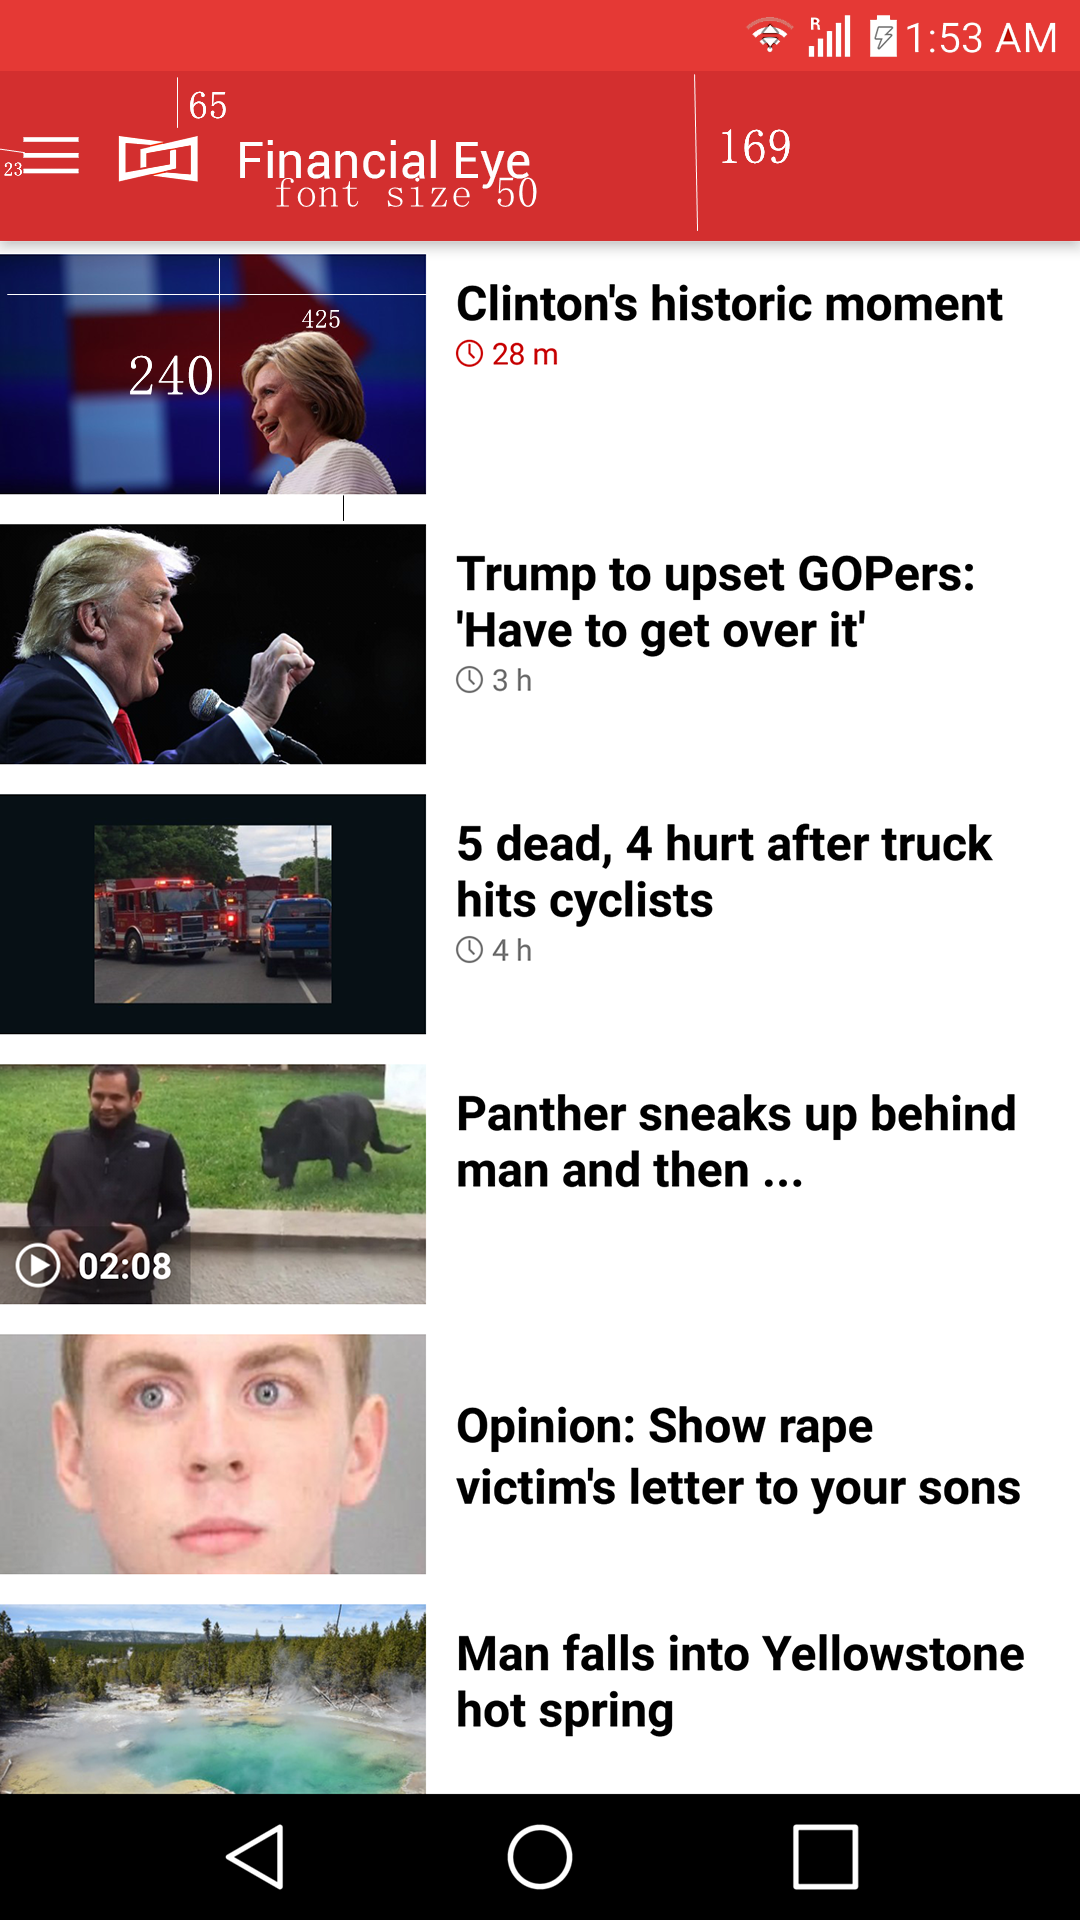 R
1:53 AM
65
23
Financial Eye
169
font size 50
Clinton's historic moment
425
28 m
240
Trump to upset GOPers:
'Have to get over it'
3 h
5 dead, 4 hurt after truck
hits cyclists
4 h
Panther sneaks up behind
man and then ...
02:08
Opinion: Show rape
victim's letter to your sons
Man falls into Yellowstone
hot spring